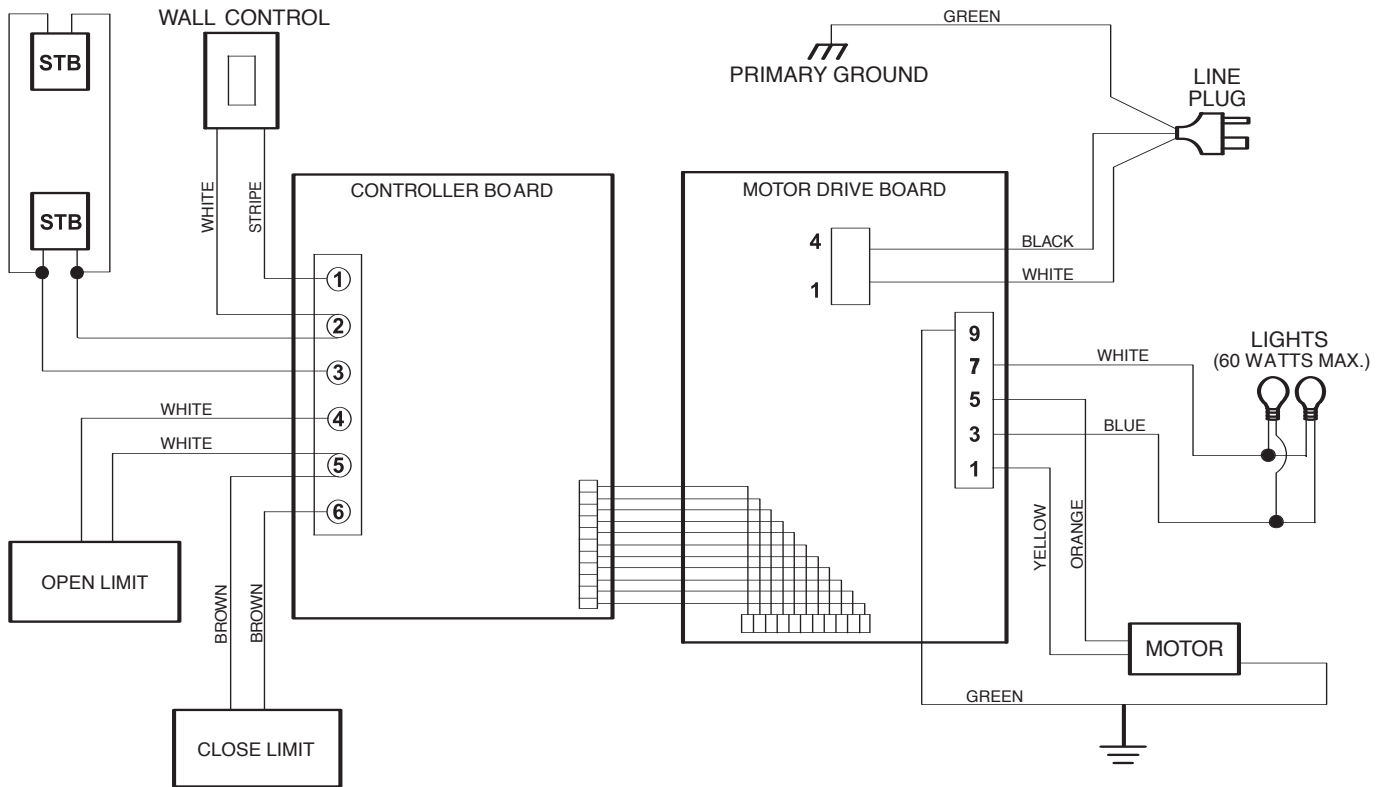 WALL CONTROL
STB
STB
WHITE
STRIPE
CONTROLLER BOARD
1
2
3
4
5
6
WHITE
WHITE
OPEN LIMIT
BROWN
BROWN
CLOSE LIMIT
GREEN
PRIMARY GROUND
LINE
PLUG
MOTOR DRIVE BOARD
4
1
BLACK
WHITE
9
7
5
3
1
WHITE
BLUE
LIGHTS
(60 WATTS MAX.)
YELLOW
ORANGE
MOTOR
GREEN